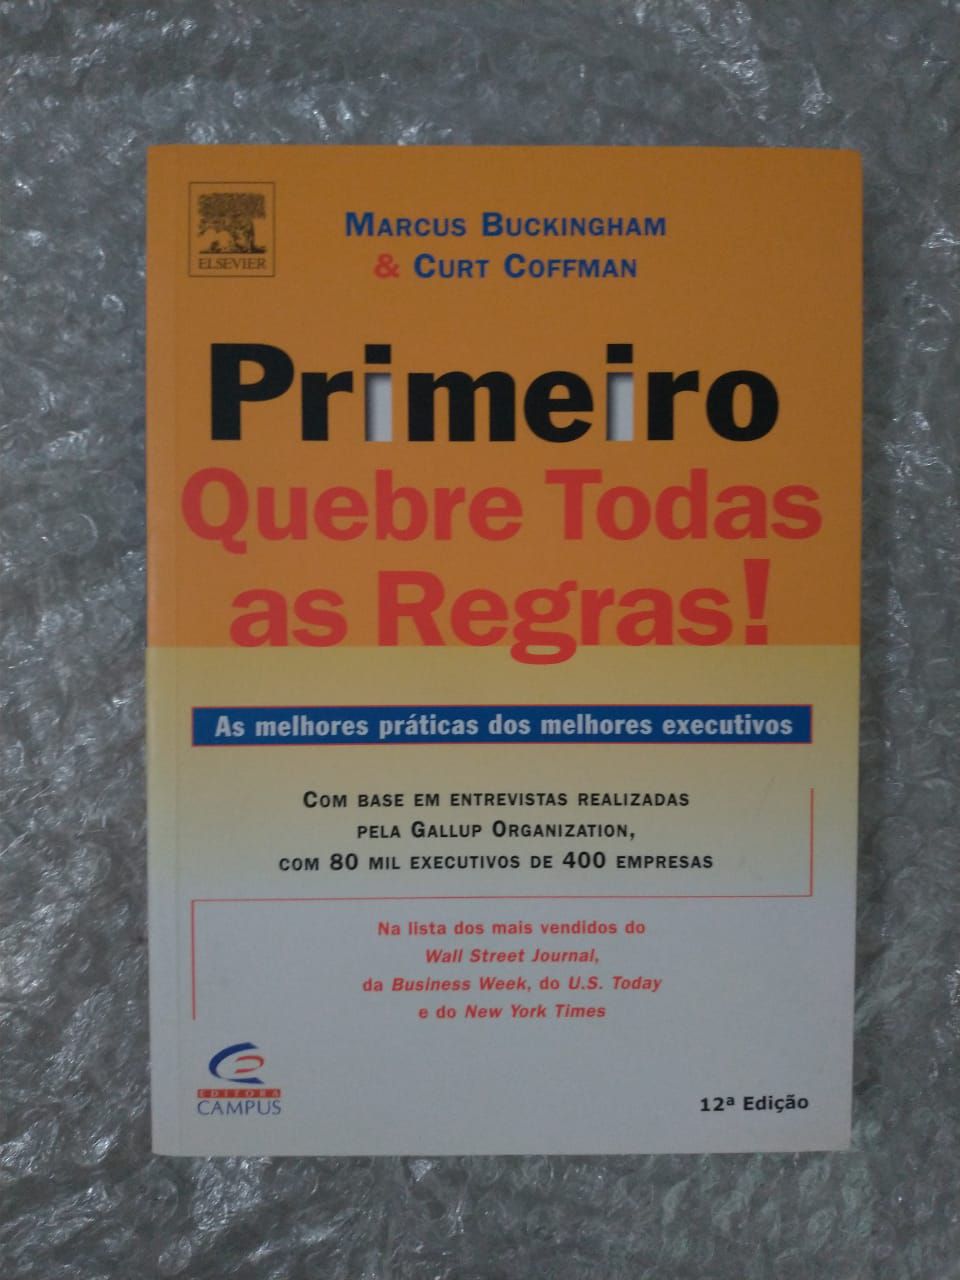 ELSEVIER
MARCUS BUCKINGHAM
& CURT COFFMAN
Primeiro
Quebre Todas
as Regras!
As melhores práticas dos melhores executivos
COM BASE EM ENTREVISTAS REALIZADAS
PELA GALLUP ORGANIZATION,
COM 80 MIL EXECUTIVOS DE 400 EMPRESAS
Na lista dos mais vendidos do
Wall Street Journal,
da Business Week, do U.S. Today
e do New York Times
EDITORA
CAMPUS
12ª Edição